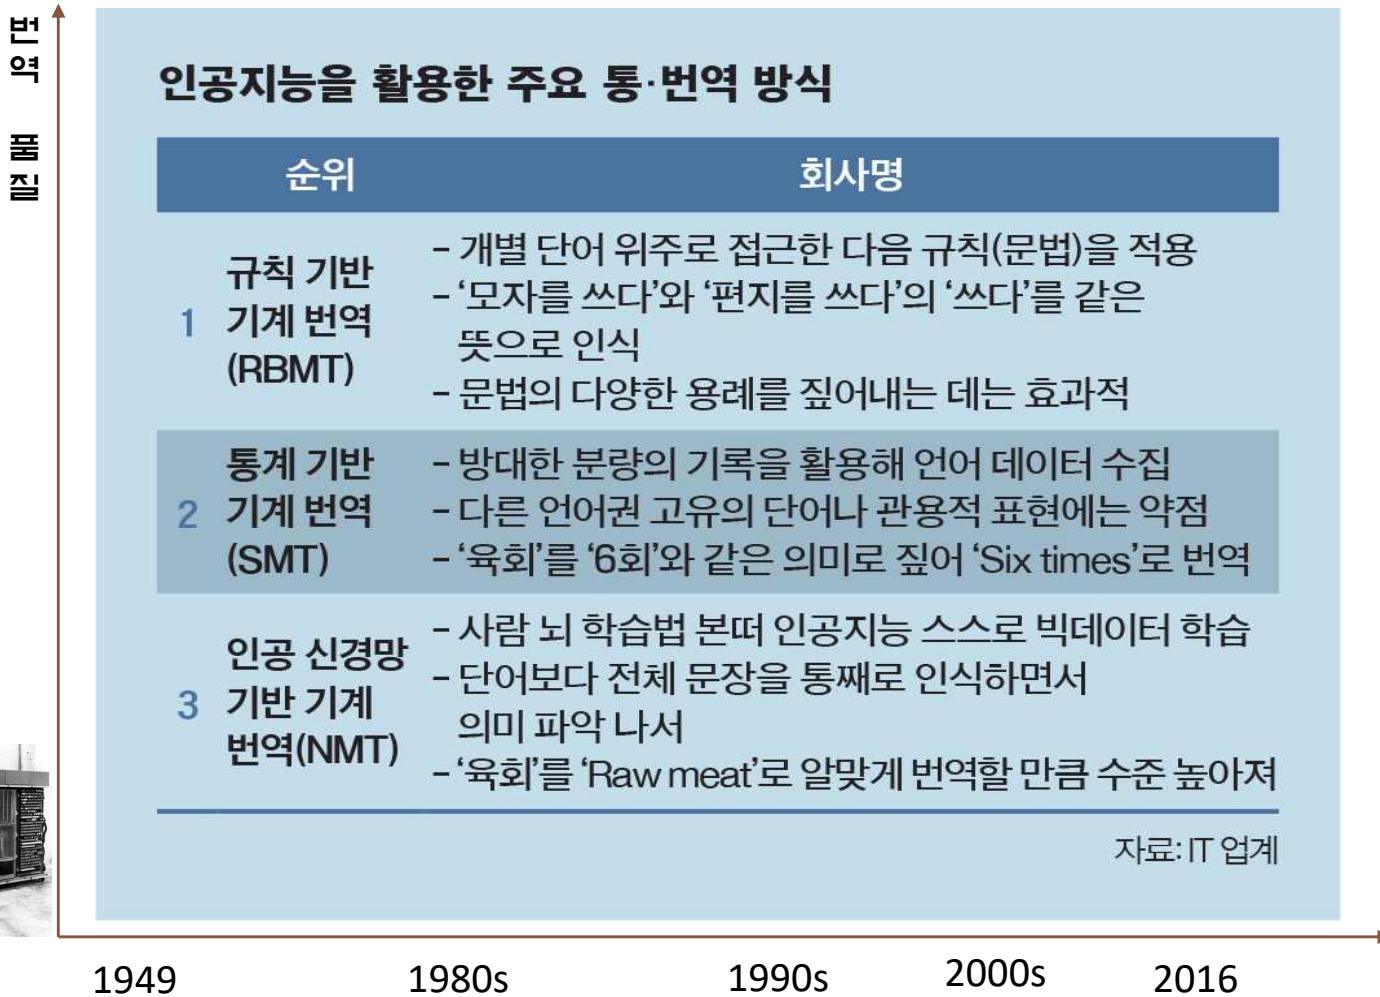 번역 품질
인공지능을 활용한 주요 통·번역 방식
순위 회사명
1 규칙 기반
기계 번역
(RBMT)
- 개별 단어 위주로 접근한 다음 규칙(문법)을 적용
- ‘모자를 쓰다’와 ‘편지를 쓰다’의 ‘쓰다’를 같은
뜻으로 인식
- 문법의 다양한 용례를 짚어내는 데는 효과적
2 통계 기반
기계 번역
(SMT)
- 방대한 분량의 기록을 활용해 언어 데이터 수집
- 다른 언어권 고유의 단어나 관용적 표현에는 약점
- ‘육회’를 ‘6회’와 같은 의미로 짚어 ‘Six times’로 번역
3 인공 신경망
기반 기계
번역(NMT)
- 사람 뇌 학습법 본떠 인공지능 스스로 빅데이터 학습
- 단어보다 전체 문장을 통째로 인식하면서
의미 파악 나서
- ‘육회’를 ‘Raw meat’로 알맞게 번역할 만큼 수준 높아져
자료: IT 업계
1949 1980s 1990s 2000s 2016